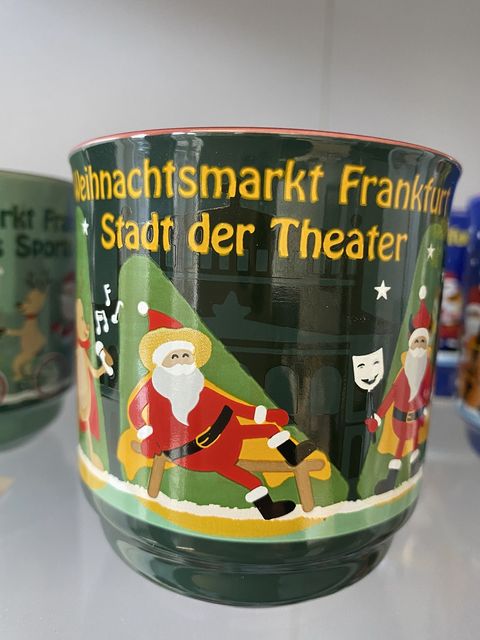 Weihnachtsmarkt Frankfurt
Stadt der Theater